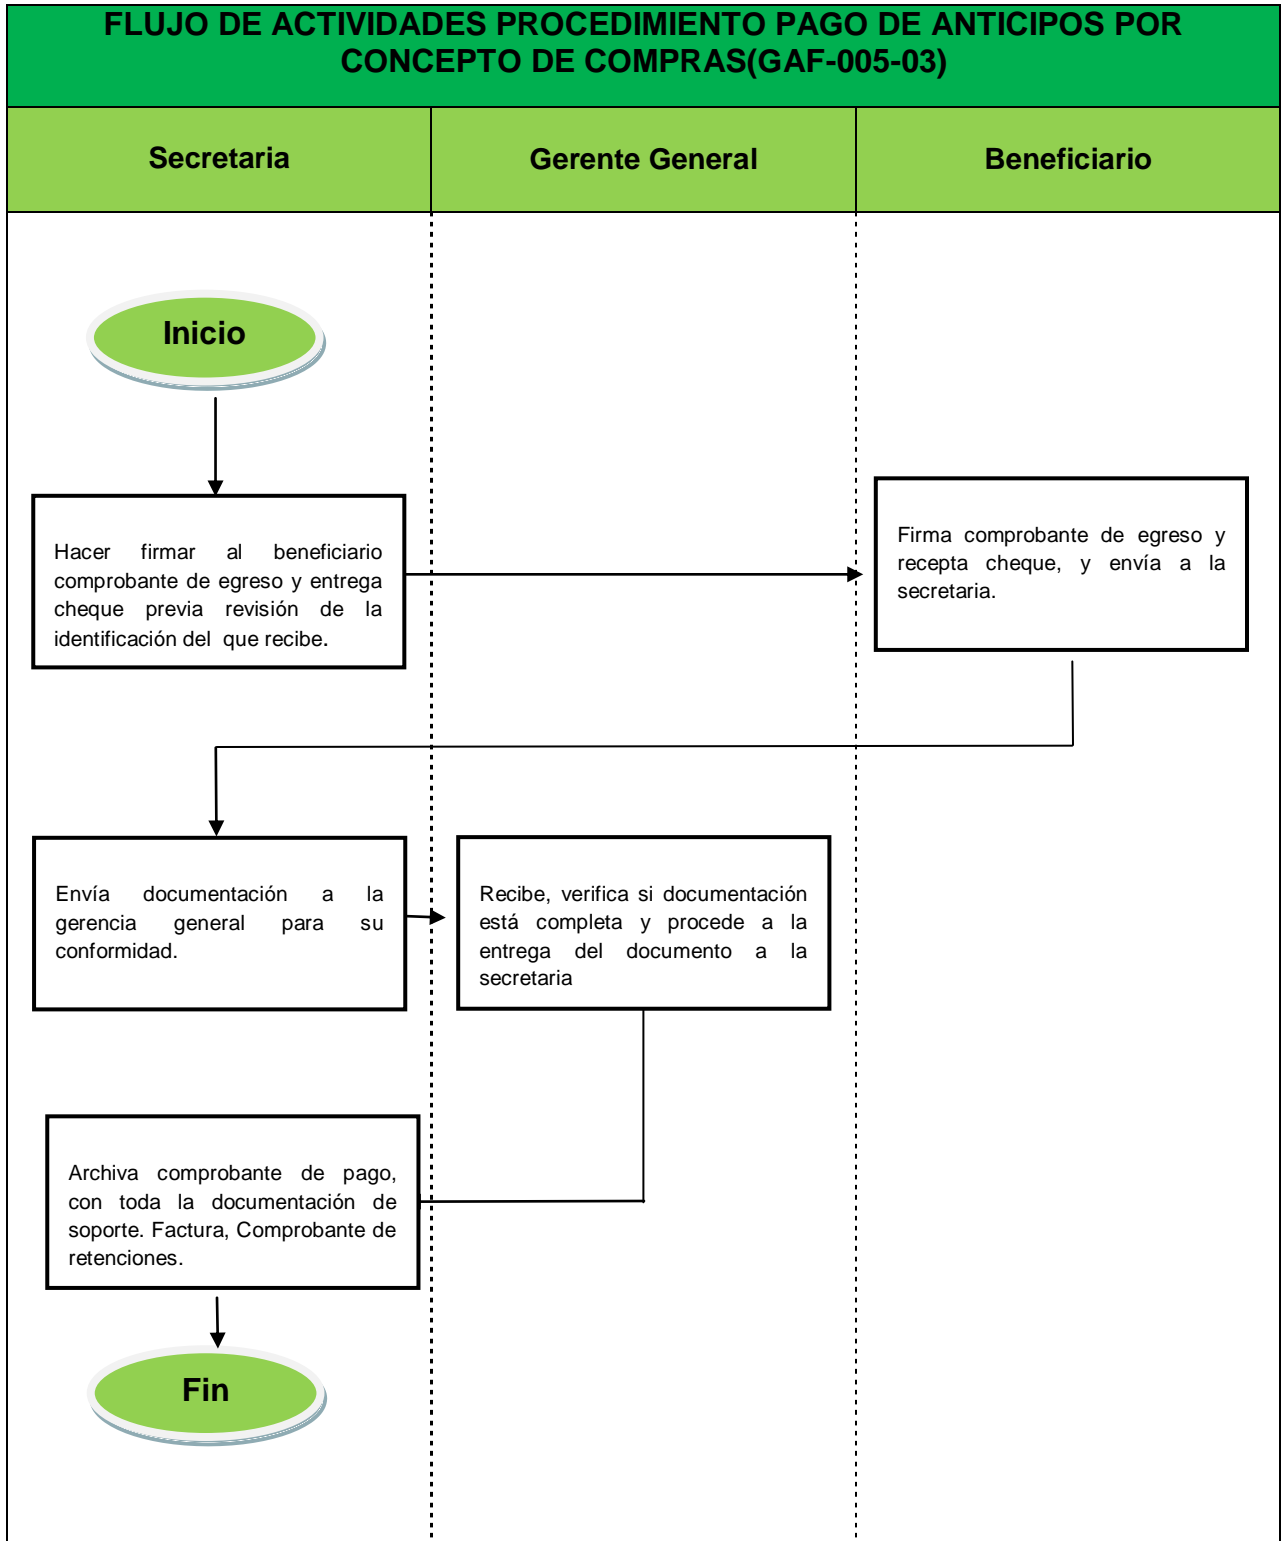 FLUJO DE ACTIVIDADES PROCEDIMIENTO PAGO DE ANTICIPOS POR
CONCEPTO DE COMPRAS(GAF-005-03)
Secretaria
Gerente General
Beneficiario
Inicio
Hacer firmar al beneficiario
comprobante de egreso y entrega
cheque previa revisión de la
identificación del que recibe.
Firma comprobante de egreso y
recepta cheque, y envía a la
secretaria.
Envía documentación a la
gerencia general para su
conformidad.
Recibe, verifica si documentación
está completa y procede a la
entrega del documento a la
secretaria
Archiva comprobante de pago,
con toda la documentación de
soporte. Factura, Comprobante de
retenciones.
Fin